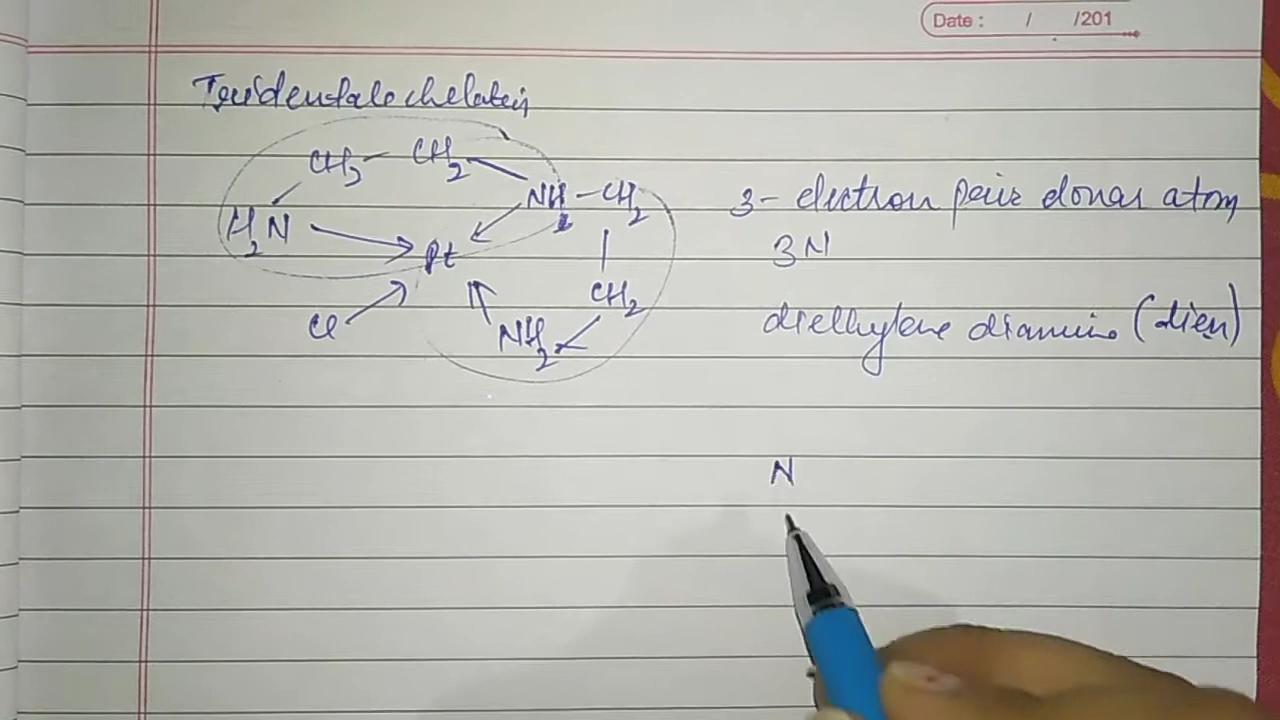 Date : / /201
Tridentate chelatein
CH2 - CH2
NH - CH2
H2N
Pt
CH2
Cl
NH2
3 - electron pair donar atom
3N
diethylene diamine (dien)
N